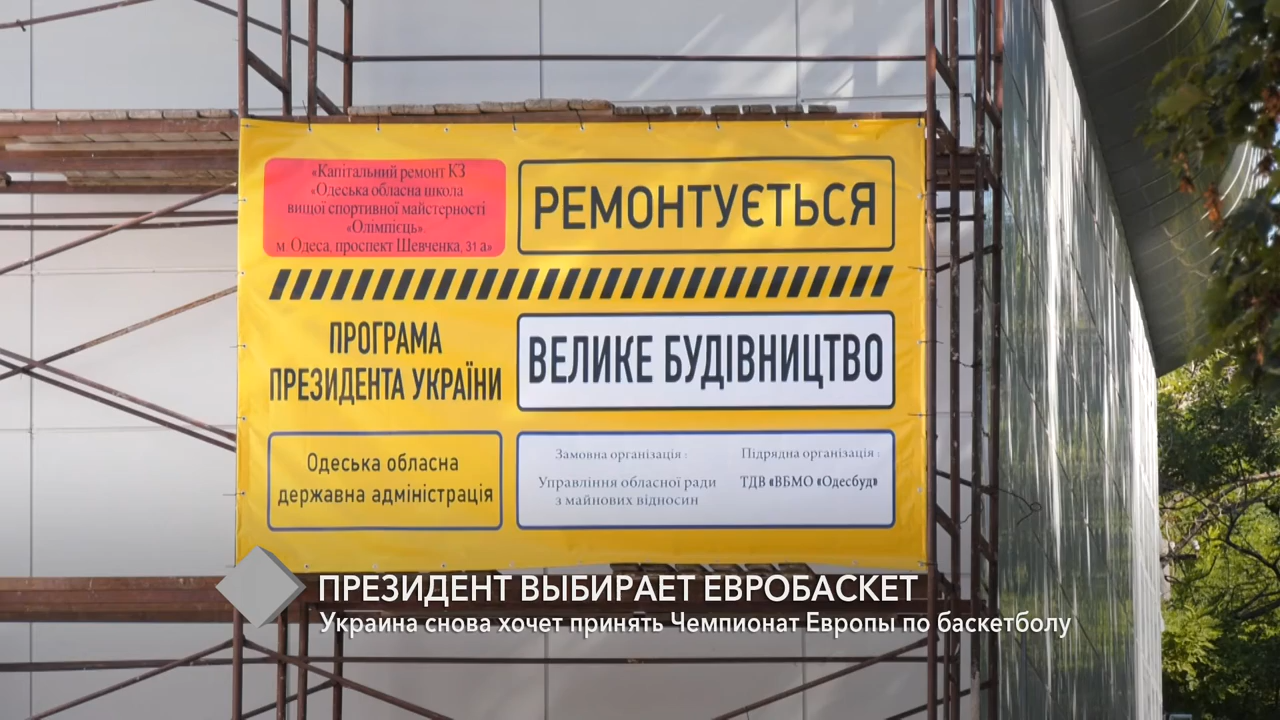 «Капітальний ремонт КЗ
«Одеська обласна школа
вищої спортивної майстерності
«Олімпієць».
м. Одеса, проспект Шевченка, 31 а»
РЕМОНТУЄТЬСЯ
ПРОГРАМА
ПРЕЗИДЕНТА УКРАЇНИ
ВЕЛИКЕ БУДІВНИЦТВО
Одеська обласна
державна адміністрація
Замовна організація :
Управління обласної ради
з майнових відносин
Підрядна організація :
ТДВ «ВБМО «Одесбуд»
ПРЕЗИДЕНТ ВЫБИРАЕТ ЕВРОБАСКЕТ
Украина снова хочет принять Чемпионат Европы по баскетболу